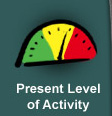 Present Level
of Activity